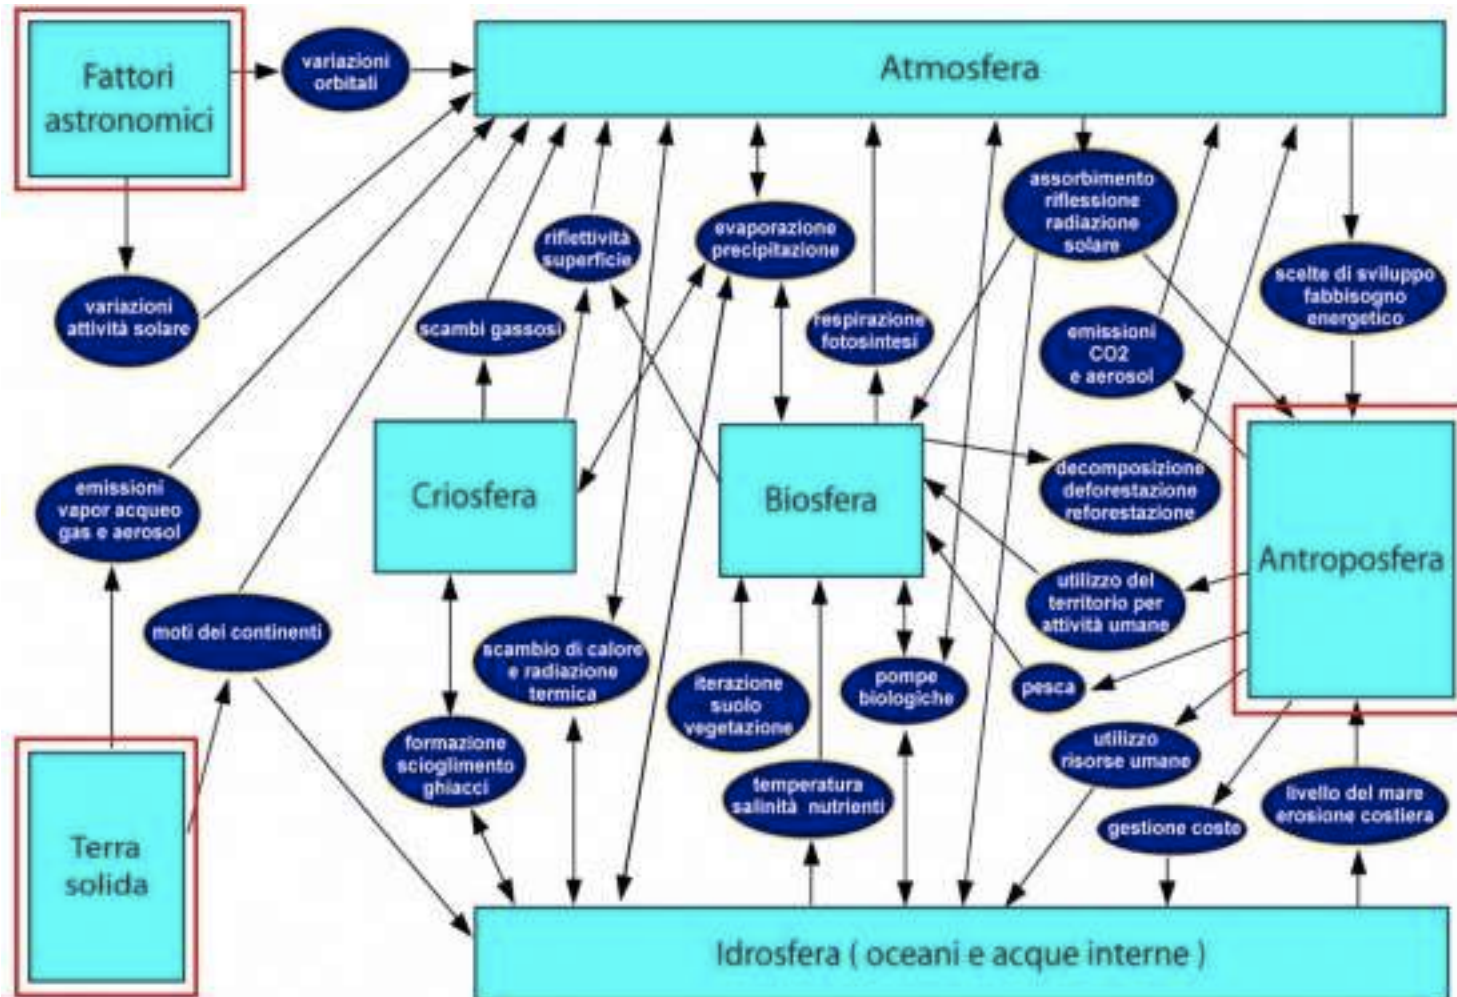 Fattori
astronomici
variazioni
orbitali
Atmosfera
variazioni
attività solare
riflettività
superficie
evaporazione
precipitazione
assorbimento
riflessione
radiazione
solare
scelte di sviluppo
fabbisogno
energetico
scambi gassosi
respirazione
fotosintesi
emissioni
CO2
e aerosol
emissioni
vapor acqueo
gas e aerosol
Criosfera
Biosfera
decomposizione
deforestazione
reforestazione
Antroposfera
moti dei continenti
scambio di calore
e radiazione
termica
iterazione
suolo
vegetazione
pompe
biologiche
pesca
utilizzo del
territorio per
attività umane
formazione
scioglimento
ghiacci
temperatura
salinità nutrienti
utilizzo
risorse umane
gestione coste
livello del mare
erosione costiera
Terra
solida
Idrosfera ( oceani e acque interne )